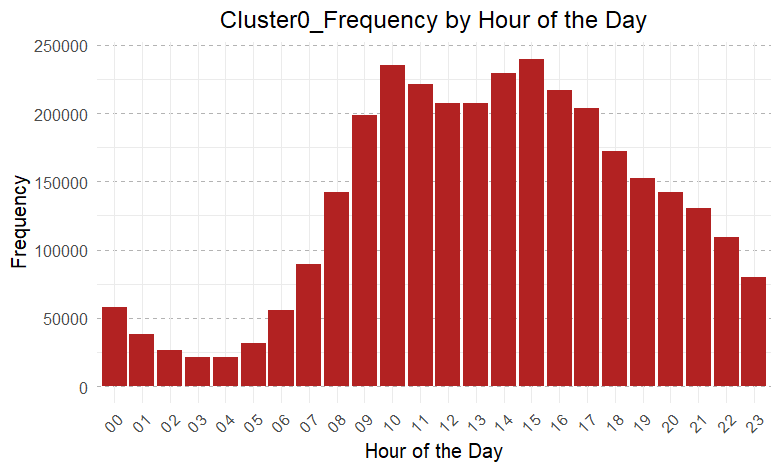 Cluster0_Frequency by Hour of the Day
250000
200000
150000
100000
50000
0
Frequency
00 01 02 03 04 05 06 07 08 09 10 11 12 13 14 15 16 17 18 19 20 21 22 23
Hour of the Day